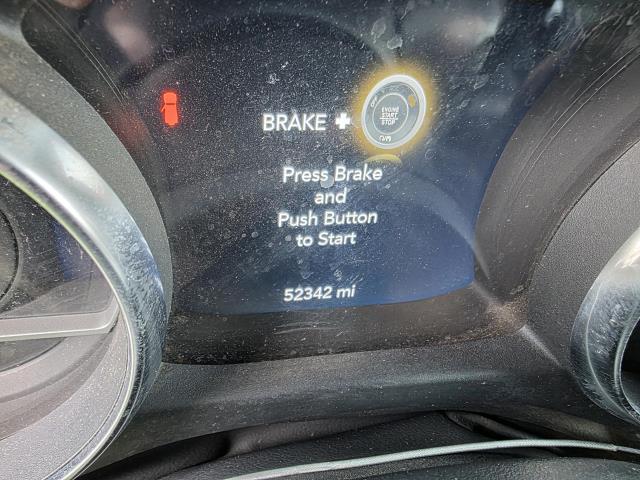 BRAKE +
ENGINE
START
STOP
Press Brake
and
Push Button
to Start
52342 mi